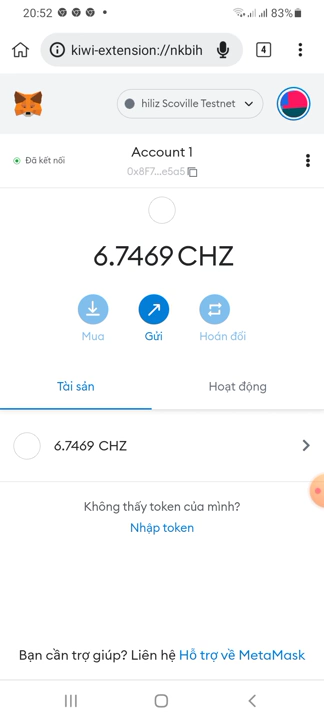 20:52
83%
kiwi-extension://nkbih
4
hiliz Scoville Testnet
Đã kết nối
Account 1
0x8F7...e5a5
6.7469 CHZ
Mua
Gửi
Hoán đổi
Tài sản
Hoạt động
6.7469 CHZ
Không thấy token của mình?
Nhập token
Bạn cần trợ giúp? Liên hệ Hỗ trợ về MetaMask